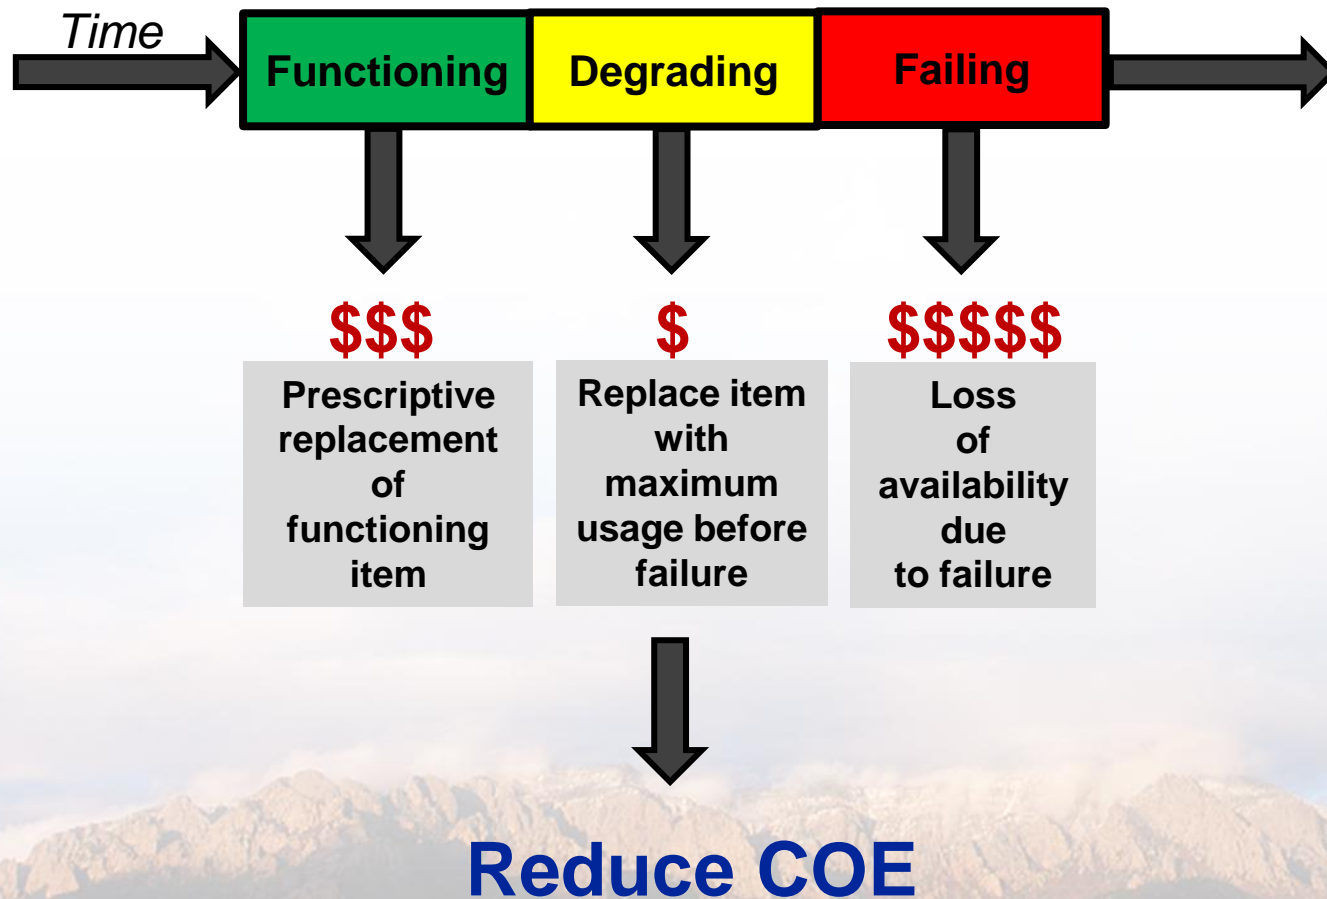 Time
Functioning
Degrading
Failing
$$$
$
$$$$$
Prescriptive
replacement
of
functioning
item
Replace item
with
maximum
usage before
failure
Loss
of
availability
due
to failure
Reduce COE